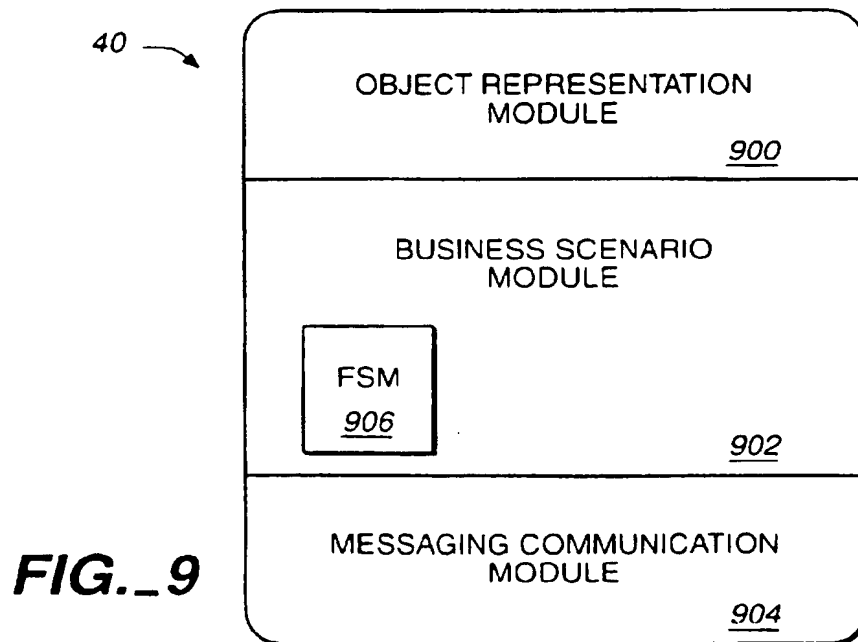 40
OBJECT REPRESENTATION
MODULE
900
BUSINESS SCENARIO
MODULE
FSM
906
902
MESSAGING COMMUNICATION
MODULE
904
FIG._9